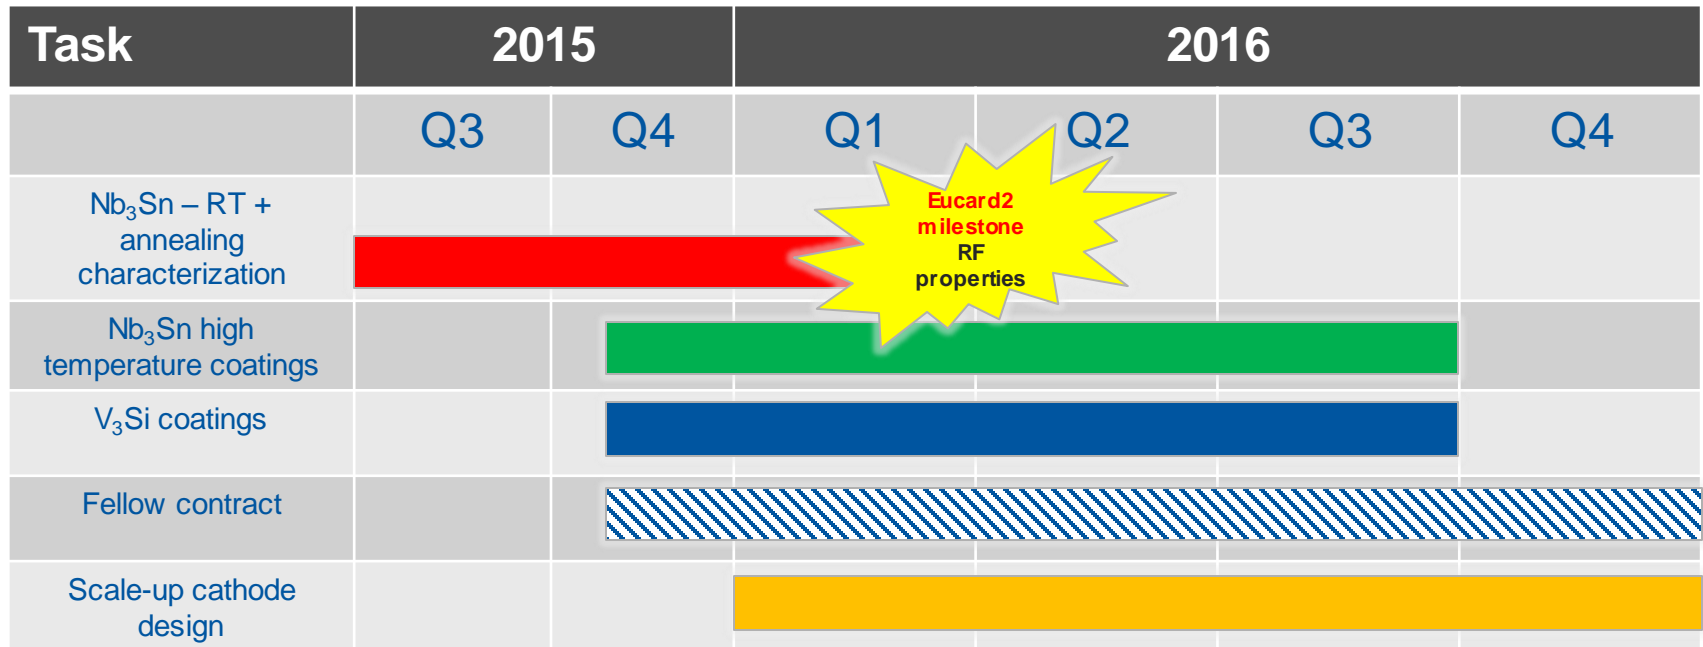 Task 2015 2016
Q3 Q4 Q1 Q2 Q3 Q4
Nb₃Sn – RT +
annealing
characterization
Eucard2
milestone
RF
properties
Nb₃Sn high
temperature coatings
V₃Si coatings
Fellow contract
Scale-up cathode
design